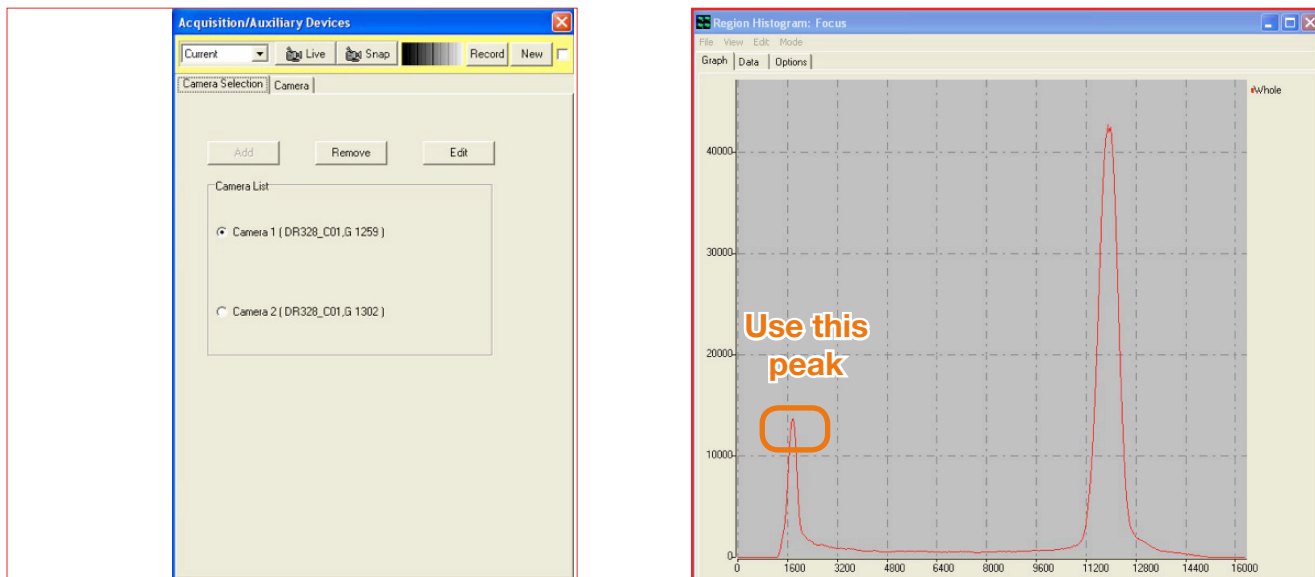 Acquisition/Auxiliary Devices
Current Live Snap Record New
Camera Selection Camera
Add Remove Edit
Camera List
Camera 1 ( DR328_C01,G 1259 )
Camera 2 ( DR328_C01,G 1302 )
Region Histogram: Focus
File View Edit Mode
Graph Data Options
Whole
40000
30000
Use this
peak
20000
10000
0
0 1600 3200 4800 6400 8000 9600 11200 12800 14400 16000